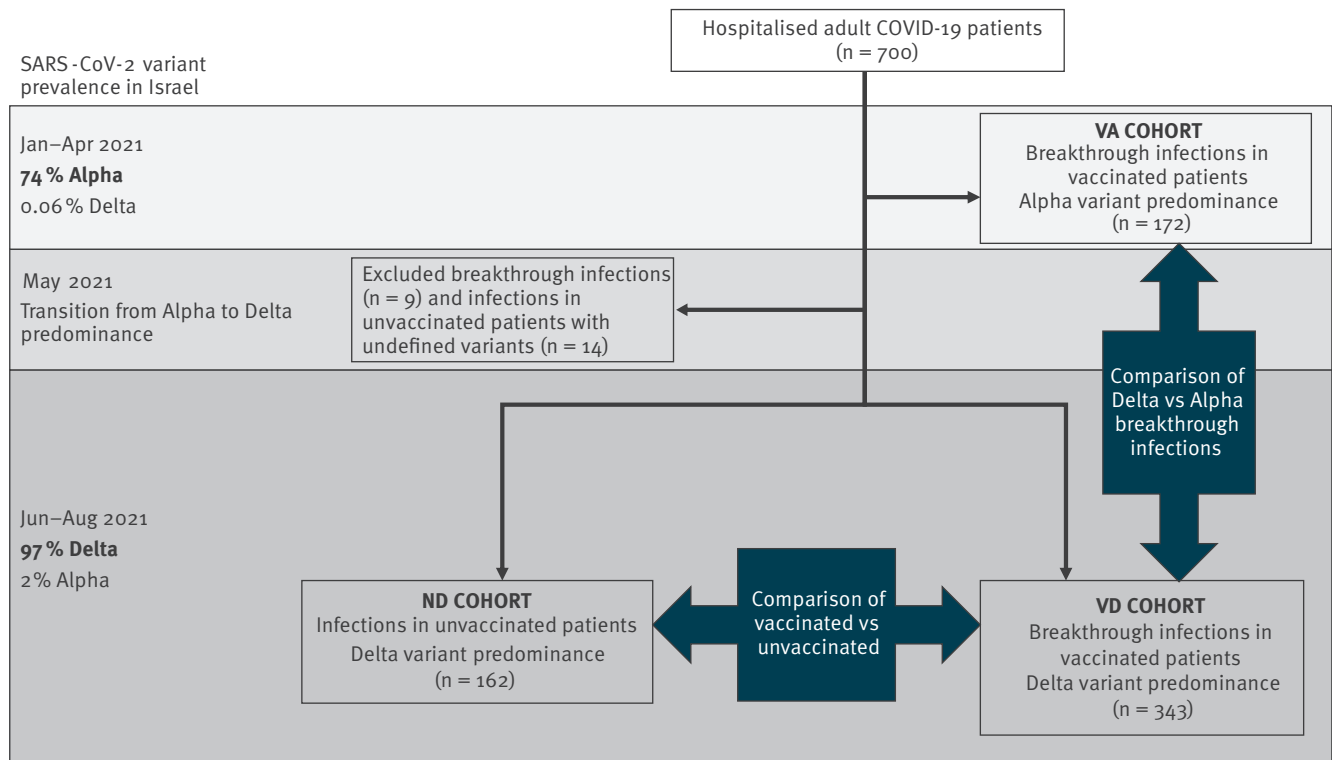 Hospitalised adult COVID-19 patients
(n = 700)
SARS-CoV-2 variant
prevalence in Israel
Jan–Apr 2021
74% Alpha
0.06% Delta
VA COHORT
Breakthrough infections in
vaccinated patients
Alpha variant predominance
(n = 172)
May 2021
Transition from Alpha to Delta
predominance
Excluded breakthrough infections
(n = 9) and infections in
unvaccinated patients with
undefined variants (n = 14)
Comparison of
Delta vs Alpha
breakthrough
infections
Jun–Aug 2021
97% Delta
2% Alpha
ND COHORT
Infections in unvaccinated patients
Delta variant predominance
(n = 162)
Comparison of
vaccinated vs
unvaccinated
VD COHORT
Breakthrough infections in
vaccinated patients
Delta variant predominance
(n = 343)